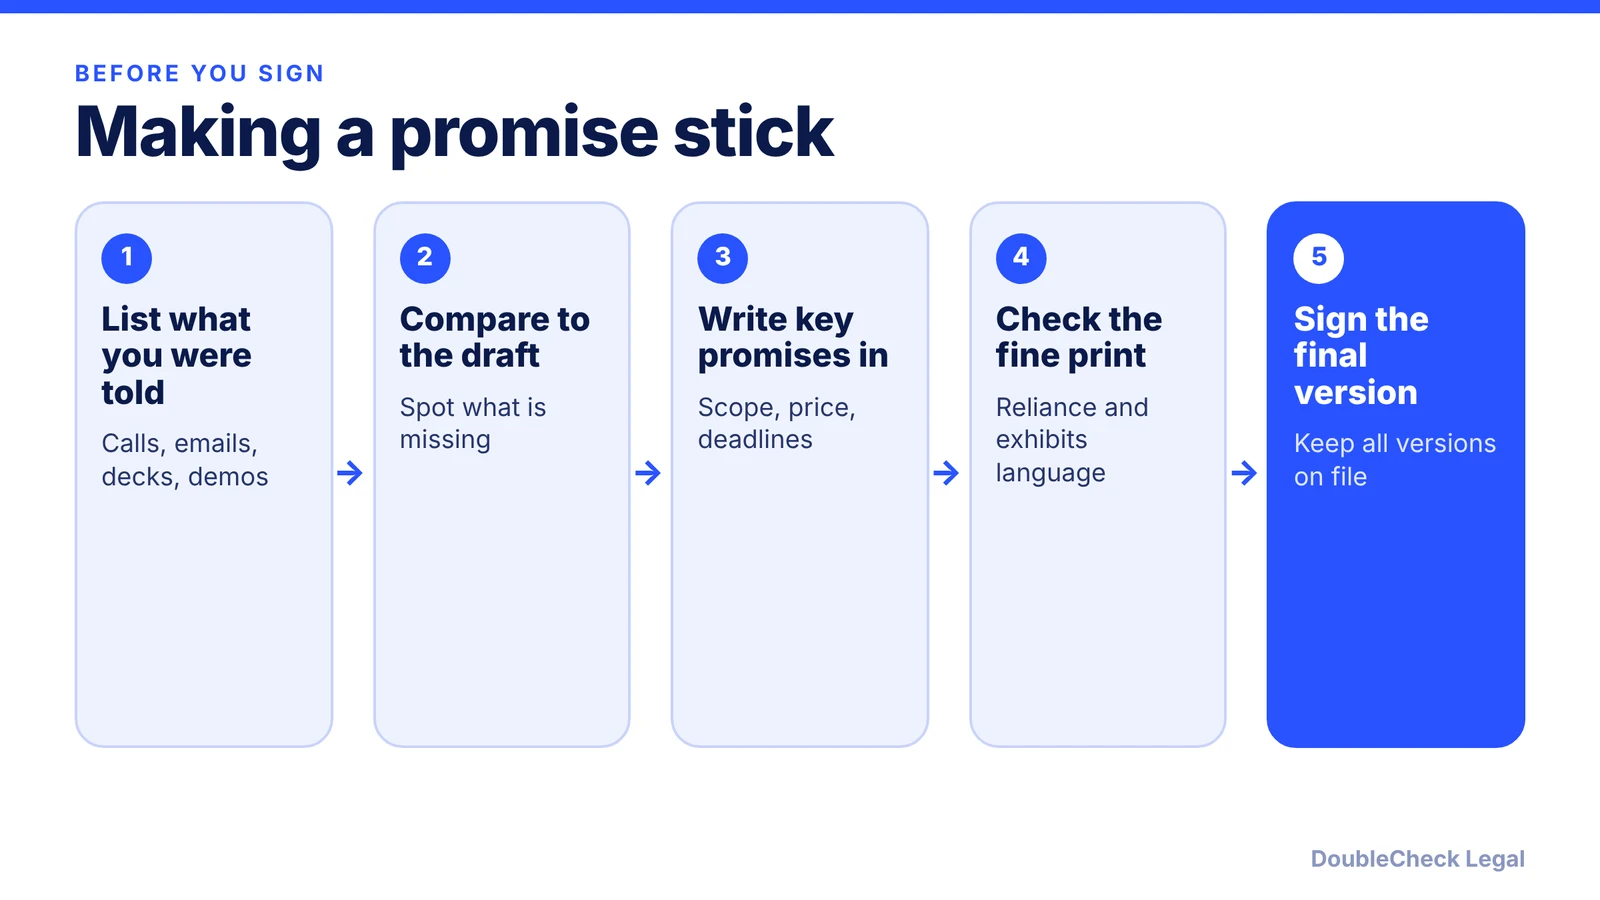 BEFORE YOU SIGN
Making a promise stick
1
List what
you were
told
Calls, emails,
decks, demos
→
2
Compare to
the draft
Spot what is
missing
→
3
Write key
promises in
Scope, price,
deadlines
→
4
Check the
fine print
Reliance and
exhibits
language
→
5
Sign the
final
version
Keep all versions
on file
DoubleCheck Legal